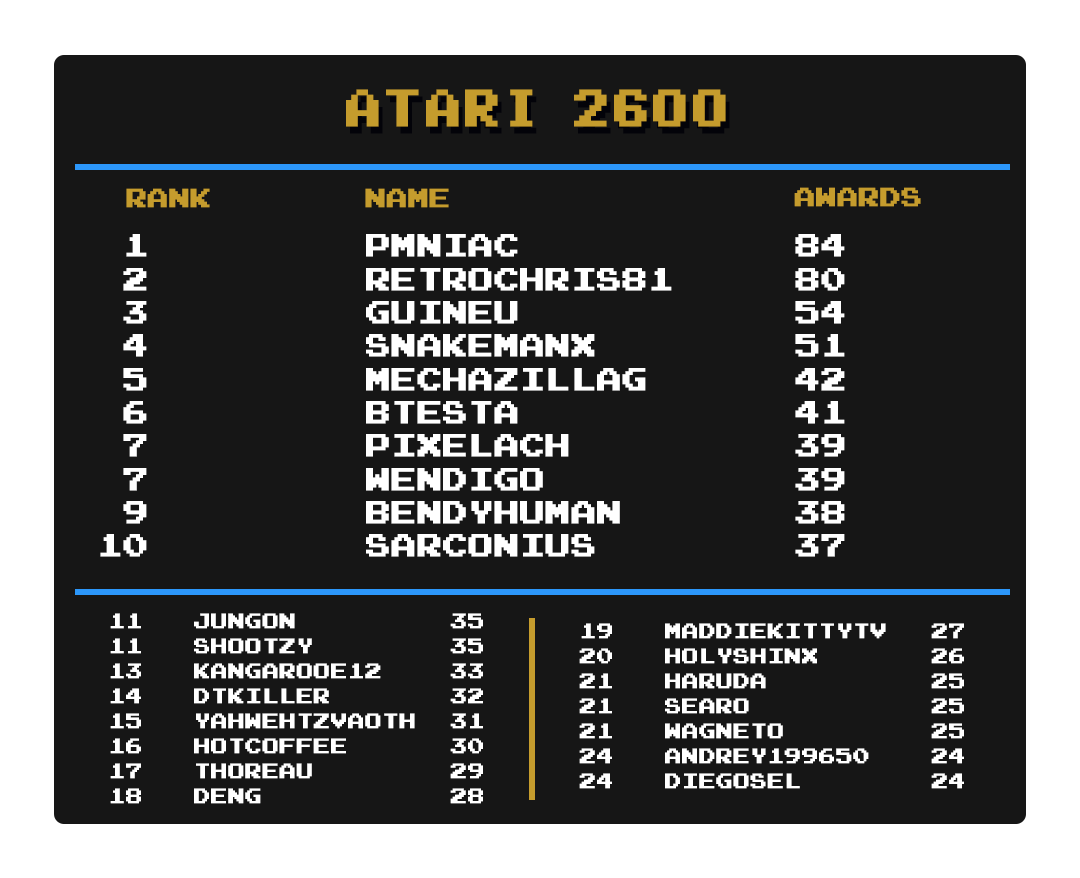 ATARI 2600
RANK NAME AWARDS
1 PMNIAC 84
2 RETROCHRIS81 80
3 GUINEU 54
4 SNAKEMANX 51
5 MECHAZILLAG 42
6 BTESTA 41
7 PIXELACH 39
7 WENDIGO 39
9 BENDYHUMAN 38
10 SARCONIUS 37
11 JUNGON 35
11 SHOOTZY 35
13 KANGAROOE12 33
14 DTKILLER 32
15 YAHWEHTZVAOTH 31
16 HOTCOFFEE 30
17 THOREAU 29
18 DENG 28
19 MADDIEKITTYTV 27
20 HOLYSHINX 26
21 HARUDA 25
21 SEARO 25
21 WAGNETO 25
24 ANDREY199650 24
24 DIEGOSEL 24